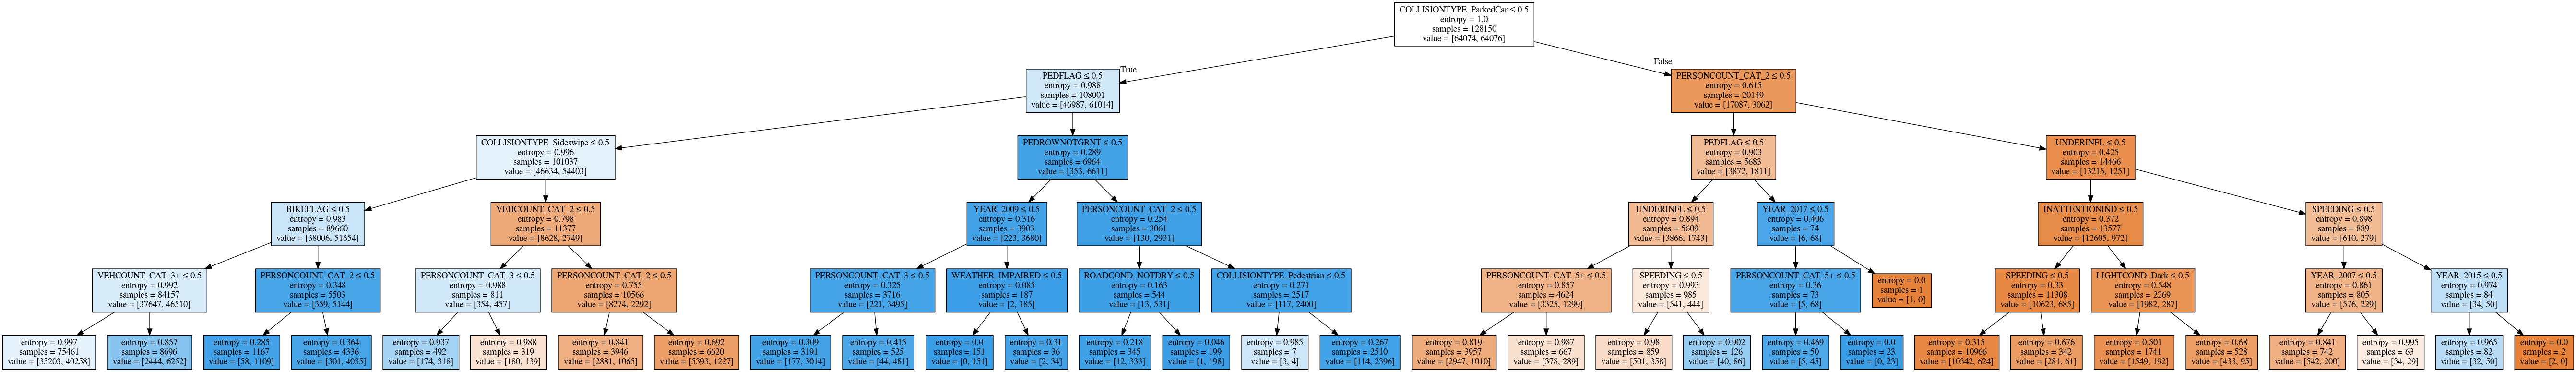 COLLISIONTYPE_ParkedCar ≤ 0.5
entropy = 1.0
samples = 128150
value = [64074, 64076]
True
False
PEDFLAG ≤ 0.5
entropy = 0.988
samples = 108001
value = [46987, 61014]
PERSONCOUNT_CAT_2 ≤ 0.5
entropy = 0.615
samples = 20149
value = [17087, 3062]
COLLISIONTYPE_Sideswipe ≤ 0.5
entropy = 0.996
samples = 101037
value = [46634, 54403]
PEDROWNOTGRNT ≤ 0.5
entropy = 0.289
samples = 6964
value = [353, 6611]
PEDFLAG ≤ 0.5
entropy = 0.903
samples = 5683
value = [3872, 1811]
UNDERINFL ≤ 0.5
entropy = 0.425
samples = 14466
value = [13215, 1251]
BIKEFLAG ≤ 0.5
entropy = 0.983
samples = 89660
value = [38006, 51654]
VEHCOUNT_CAT_2 ≤ 0.5
entropy = 0.798
samples = 11377
value = [8628, 2749]
YEAR_2009 ≤ 0.5
entropy = 0.316
samples = 3903
value = [223, 3680]
PERSONCOUNT_CAT_2 ≤ 0.5
entropy = 0.254
samples = 3061
value = [130, 2931]
UNDERINFL ≤ 0.5
entropy = 0.894
samples = 5609
value = [3866, 1743]
YEAR_2017 ≤ 0.5
entropy = 0.406
samples = 74
value = [6, 68]
INATTENTIONIND ≤ 0.5
entropy = 0.372
samples = 13577
value = [12605, 972]
SPEEDING ≤ 0.5
entropy = 0.898
samples = 889
value = [610, 279]
VEHCOUNT_CAT_3+ ≤ 0.5
entropy = 0.992
samples = 84157
value = [37647, 46510]
PERSONCOUNT_CAT_2 ≤ 0.5
entropy = 0.348
samples = 5503
value = [359, 5144]
PERSONCOUNT_CAT_3 ≤ 0.5
entropy = 0.988
samples = 811
value = [354, 457]
PERSONCOUNT_CAT_2 ≤ 0.5
entropy = 0.755
samples = 10566
value = [8274, 2292]
PERSONCOUNT_CAT_3 ≤ 0.5
entropy = 0.325
samples = 3716
value = [221, 3495]
WEATHER_IMPAIRED ≤ 0.5
entropy = 0.085
samples = 187
value = [2, 185]
ROADCOND_NOTDRY ≤ 0.5
entropy = 0.163
samples = 544
value = [13, 531]
COLLISIONTYPE_Pedestrian ≤ 0.5
entropy = 0.271
samples = 2517
value = [117, 2400]
PERSONCOUNT_CAT_5+ ≤ 0.5
entropy = 0.857
samples = 4624
value = [3325, 1299]
SPEEDING ≤ 0.5
entropy = 0.993
samples = 985
value = [541, 444]
PERSONCOUNT_CAT_5+ ≤ 0.5
entropy = 0.36
samples = 73
value = [5, 68]
entropy = 0.0
samples = 1
value = [1, 0]
SPEEDING ≤ 0.5
entropy = 0.33
samples = 11308
value = [10623, 685]
LIGHTCOND_Dark ≤ 0.5
entropy = 0.548
samples = 2269
value = [1982, 287]
YEAR_2007 ≤ 0.5
entropy = 0.861
samples = 805
value = [576, 229]
YEAR_2015 ≤ 0.5
entropy = 0.974
samples = 84
value = [34, 50]
entropy = 0.997
samples = 75461
value = [35203, 40258]
entropy = 0.857
samples = 8696
value = [2444, 6252]
entropy = 0.285
samples = 1167
value = [58, 1109]
entropy = 0.364
samples = 4336
value = [301, 4035]
entropy = 0.937
samples = 492
value = [174, 318]
entropy = 0.988
samples = 319
value = [180, 139]
entropy = 0.841
samples = 3946
value = [2881, 1065]
entropy = 0.692
samples = 6620
value = [5393, 1227]
entropy = 0.309
samples = 3191
value = [177, 3014]
entropy = 0.415
samples = 525
value = [44, 481]
entropy = 0.0
samples = 151
value = [0, 151]
entropy = 0.31
samples = 36
value = [2, 34]
entropy = 0.218
samples = 345
value = [12, 333]
entropy = 0.046
samples = 199
value = [1, 198]
entropy = 0.985
samples = 7
value = [3, 4]
entropy = 0.267
samples = 2510
value = [114, 2396]
entropy = 0.819
samples = 3957
value = [2947, 1010]
entropy = 0.987
samples = 667
value = [378, 289]
entropy = 0.98
samples = 859
value = [501, 358]
entropy = 0.902
samples = 126
value = [40, 86]
entropy = 0.469
samples = 50
value = [5, 45]
entropy = 0.0
samples = 23
value = [0, 23]
entropy = 0.315
samples = 10966
value = [10342, 624]
entropy = 0.676
samples = 342
value = [281, 61]
entropy = 0.501
samples = 1741
value = [1549, 192]
entropy = 0.68
samples = 528
value = [433, 95]
entropy = 0.841
samples = 742
value = [542, 200]
entropy = 0.995
samples = 63
value = [34, 29]
entropy = 0.965
samples = 82
value = [32, 50]
entropy = 0.0
samples = 2
value = [2, 0]